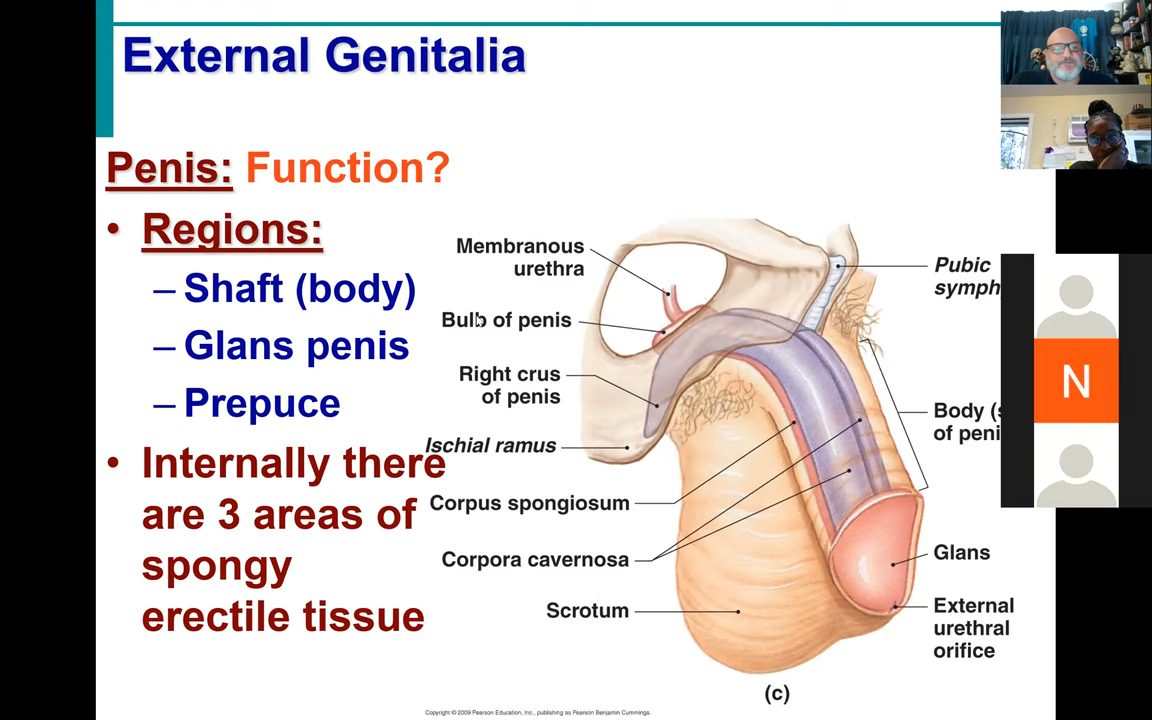 External Genitalia
Penis: Function?
• Regions:
– Shaft (body)
– Glans penis
– Prepuce
• Internally there
are 3 areas of
spongy
erectile tissue
Membranous
urethra
Bulb of penis
Right crus
of penis
Ischial ramus
Corpus spongiosum
Corpora cavernosa
Scrotum
Pubic
symph
Body (s
of peni
Glans
External
urethral
orifice
(c)
Copyright © 2009 Pearson Education, Inc., publishing as Pearson Benjamin Cummings.
N